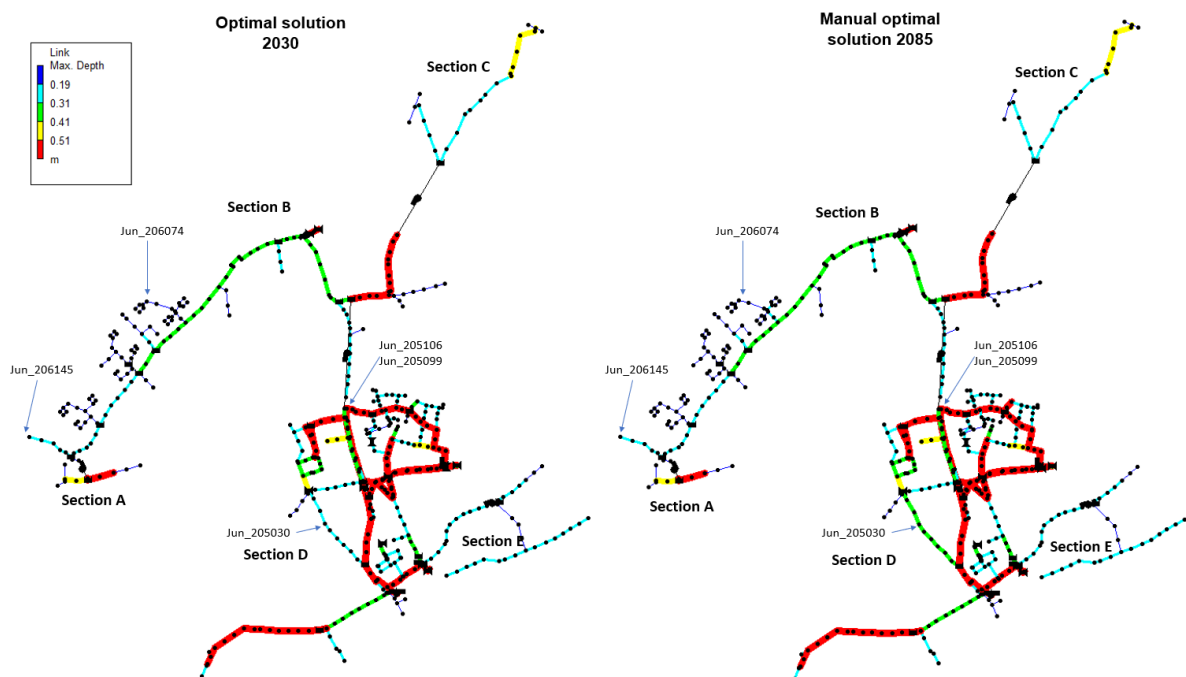 Optimal solution
2030
Manual optimal
solution 2085
Link
Max. Depth
0.19
0.31
0.41
0.51
m
Section C
Section B
Jun_206074
Jun_205106
Jun_205099
Jun_206145
Section A
Jun_205030
Section D
Section E
Section C
Section B
Jun_206074
Jun_205106
Jun_205099
Jun_206145
Section A
Jun_205030
Section D
Section E